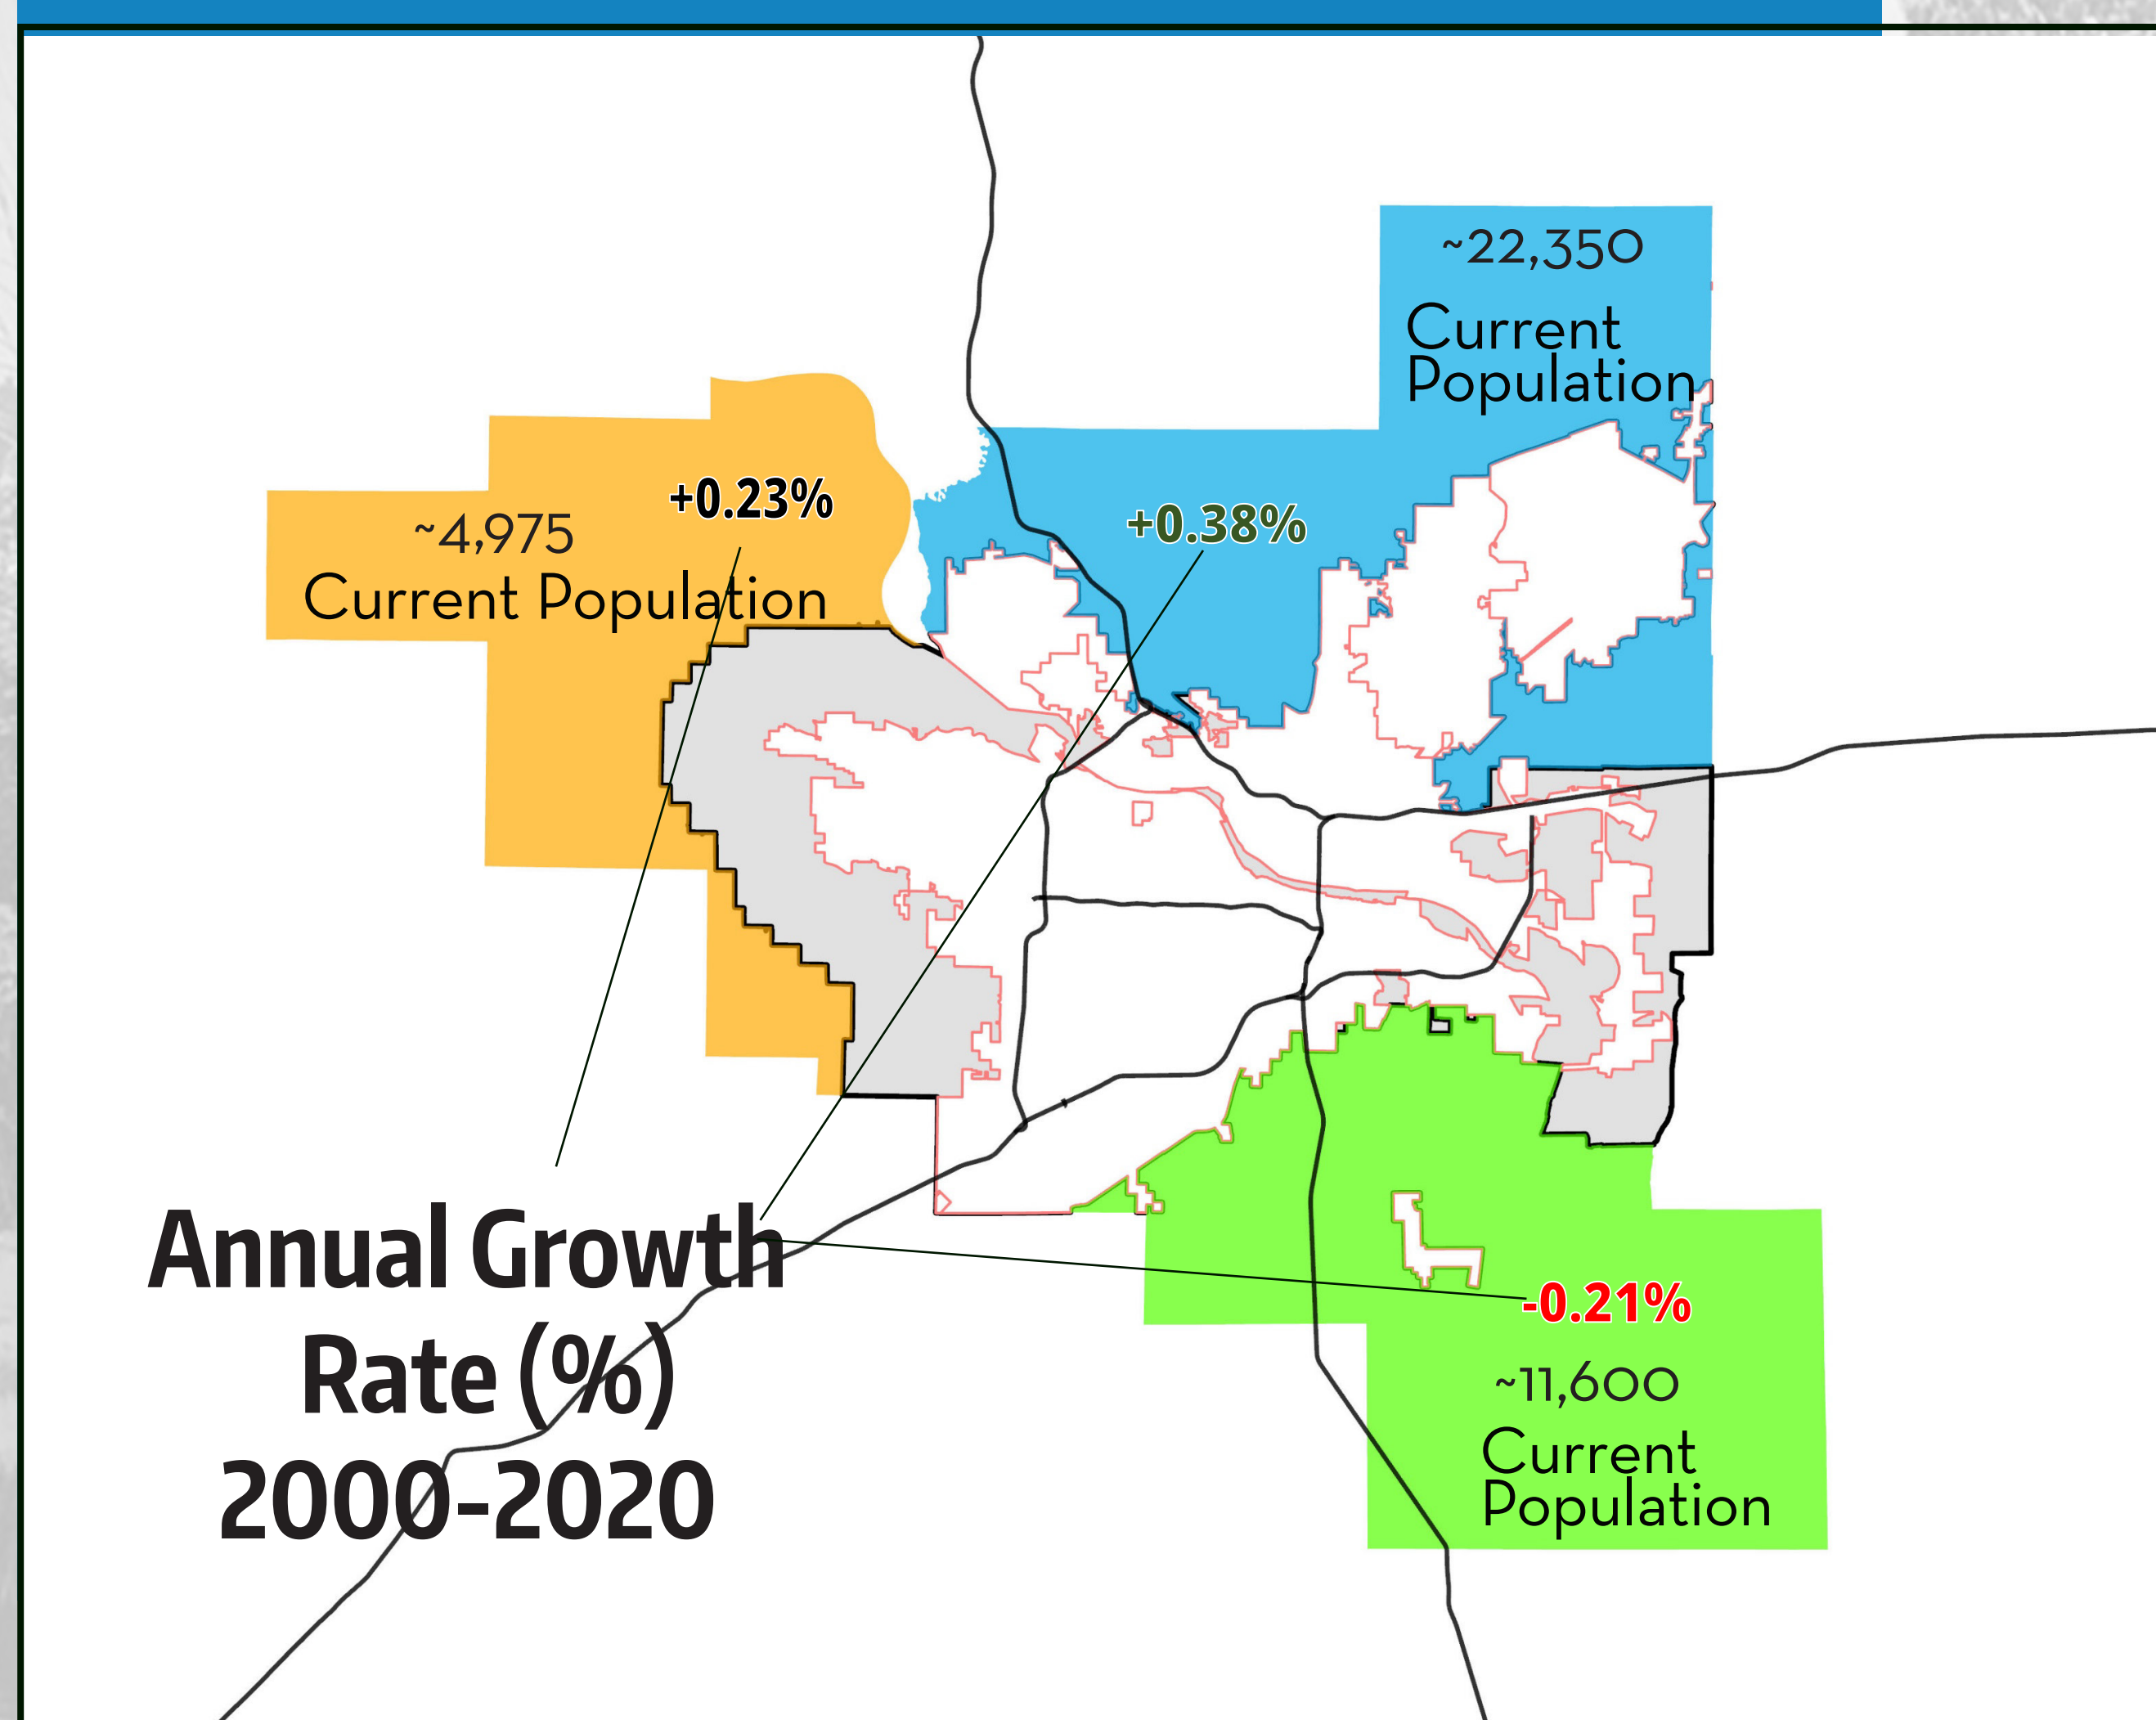 ~22,350
Current
Population
+0.23%
+0.38%
~4,975
Current Population
Annual Growth
Rate (%)
2000-2020
-0.21%
~11,600
Current
Population